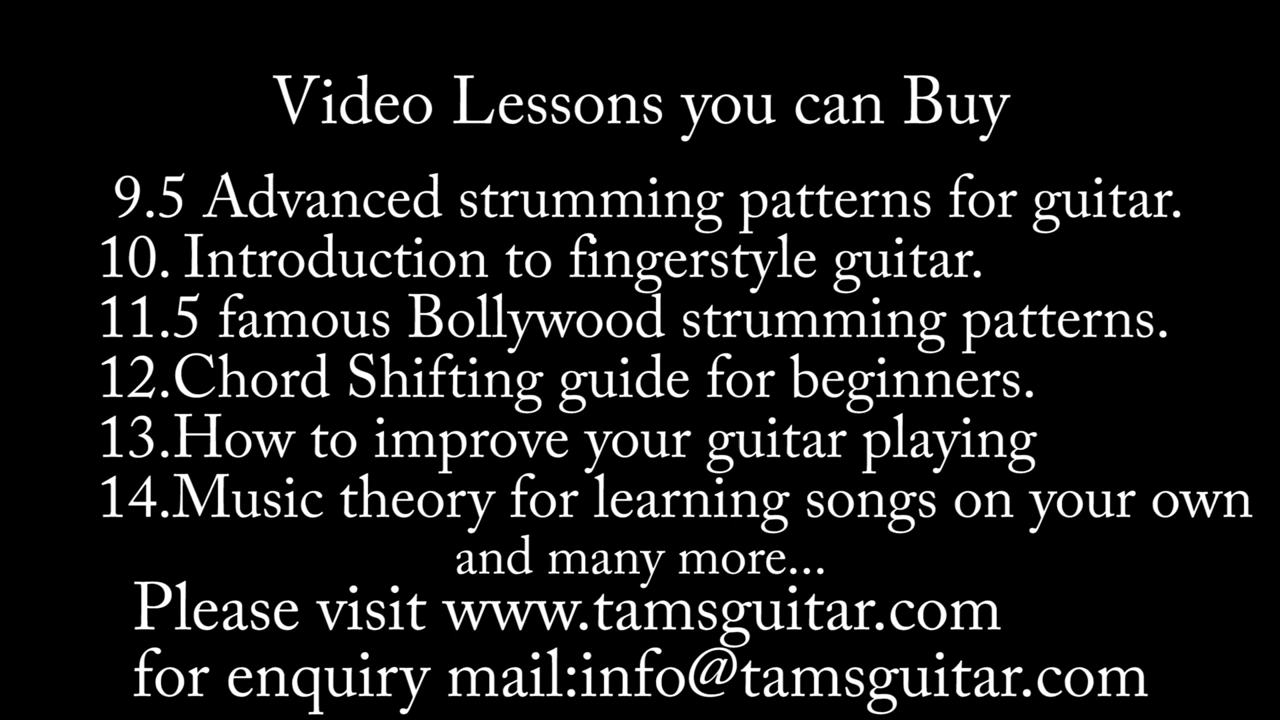 Video Lessons you can Buy
9.5 Advanced strumming patterns for guitar.
10. Introduction to fingerstyle guitar.
11.5 famous Bollywood strumming patterns.
12.Chord Shifting guide for beginners.
13.How to improve your guitar playing
14.Music theory for learning songs on your own
and many more...
Please visit www.tamsguitar.com
for enquiry mail:info@tamsguitar.com